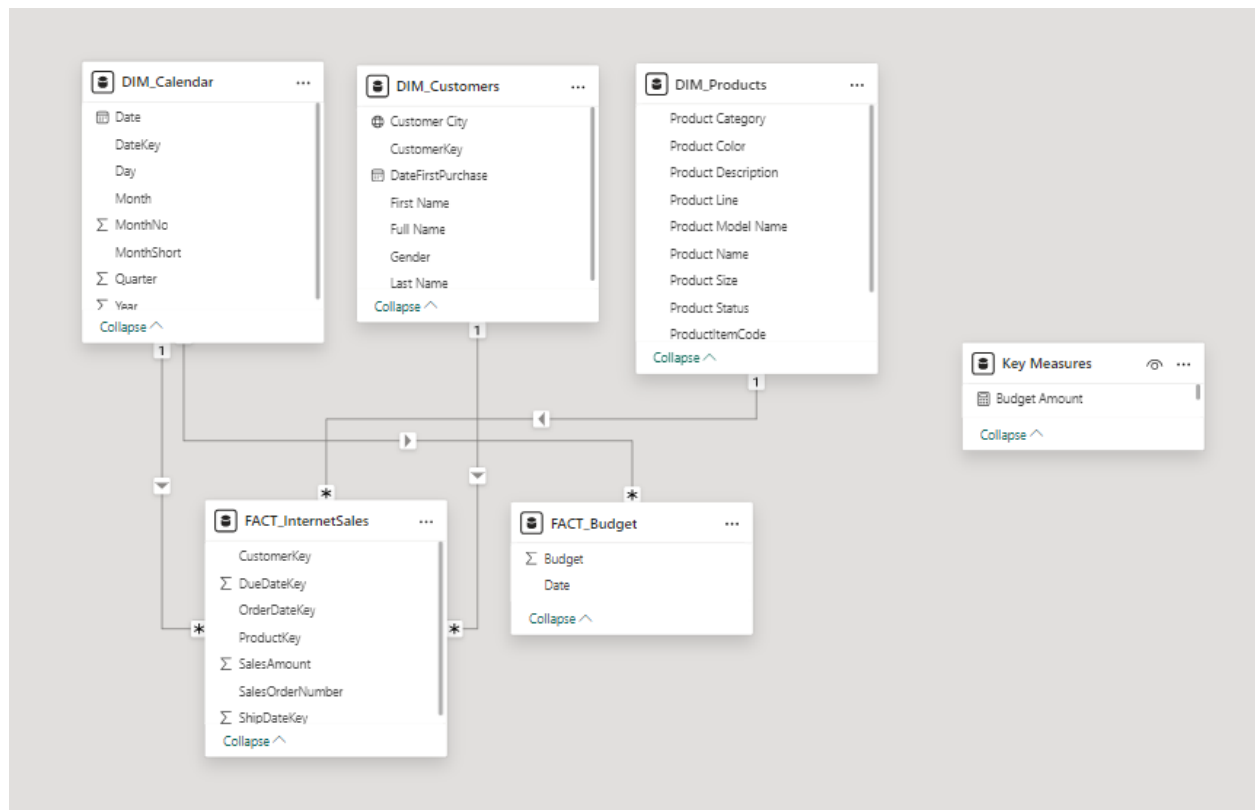 DIM_Calendar
Date
DateKey
Day
Month
MonthNo
MonthShort
Quarter
Year
Collapse
DIM_Customers
Customer City
CustomerKey
DateFirstPurchase
First Name
Full Name
Gender
Last Name
Collapse
DIM_Products
Product Category
Product Color
Product Description
Product Line
Product Model Name
Product Name
Product Size
Product Status
ProductItemCode
Collapse
Key Measures
Budget Amount
Collapse
1
1
1
*
*
*
*
FACT_InternetSales
CustomerKey
DueDateKey
OrderDateKey
ProductKey
SalesAmount
SalesOrderNumber
ShipDateKey
Collapse
FACT_Budget
Budget
Date
Collapse